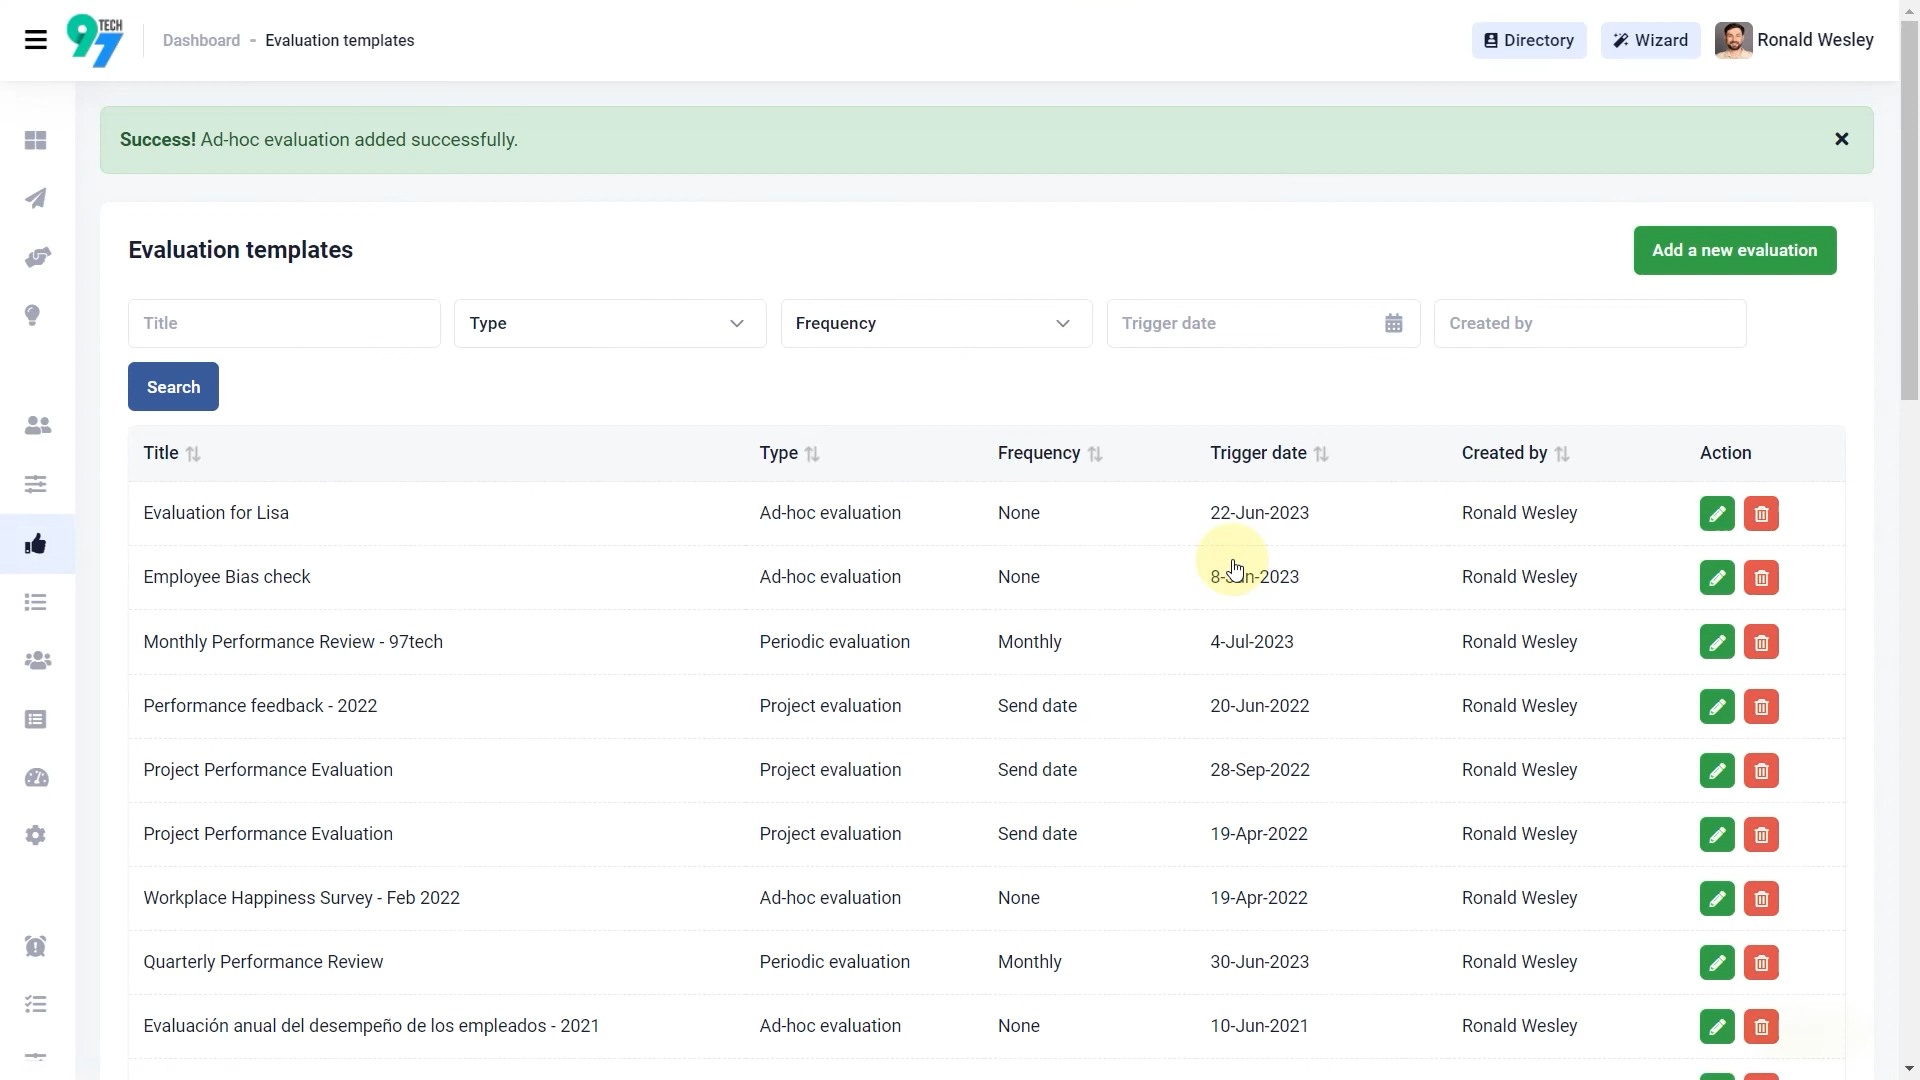 97 TECH
Dashboard - Evaluation templates
Directory
Wizard
Ronald Wesley
Success! Ad-hoc evaluation added successfully.
Evaluation templates
Add a new evaluation
Title
Type
Frequency
Trigger date
Created by
Search
Title Type Frequency Trigger date Created by Action
Evaluation for Lisa Ad-hoc evaluation None 22-Jun-2023 Ronald Wesley
Employee Bias check Ad-hoc evaluation None Ronald Wesley
Monthly Performance Review - 97tech Periodic evaluation Monthly 4-Jul-2023 Ronald Wesley
Performance feedback - 2022 Project evaluation Send date 20-Jun-2022 Ronald Wesley
Project Performance Evaluation Project evaluation Send date 28-Sep-2022 Ronald Wesley
Project Performance Evaluation Project evaluation Send date 19-Apr-2022 Ronald Wesley
Workplace Happiness Survey - Feb 2022 Ad-hoc evaluation None 19-Apr-2022 Ronald Wesley
Quarterly Performance Review Periodic evaluation Monthly 30-Jun-2023 Ronald Wesley
Evaluación anual del desempeño de los empleados - 2021 Ad-hoc evaluation None 10-Jun-2021 Ronald Wesley